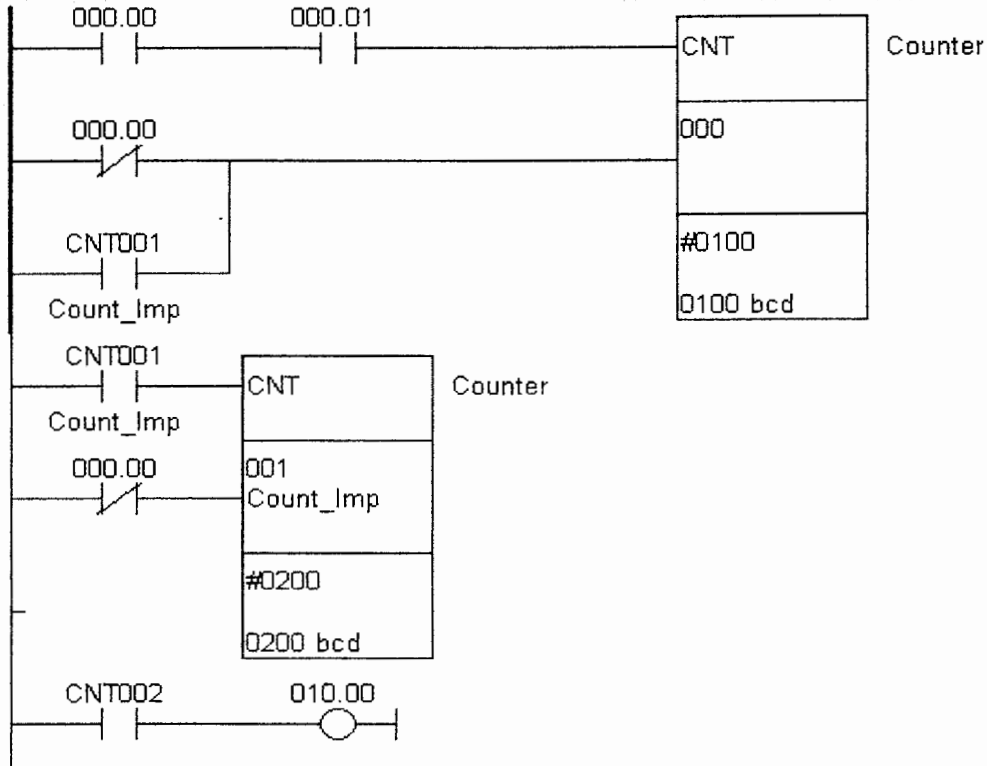 000.00 000.01
CNT Counter
000.00
000
CNT001
#0100
Count_Imp
0100 bcd
CNT001
CNT Counter
Count_Imp
000.00
001
Count_Imp
#0200
0200 bcd
CNT002 010.00